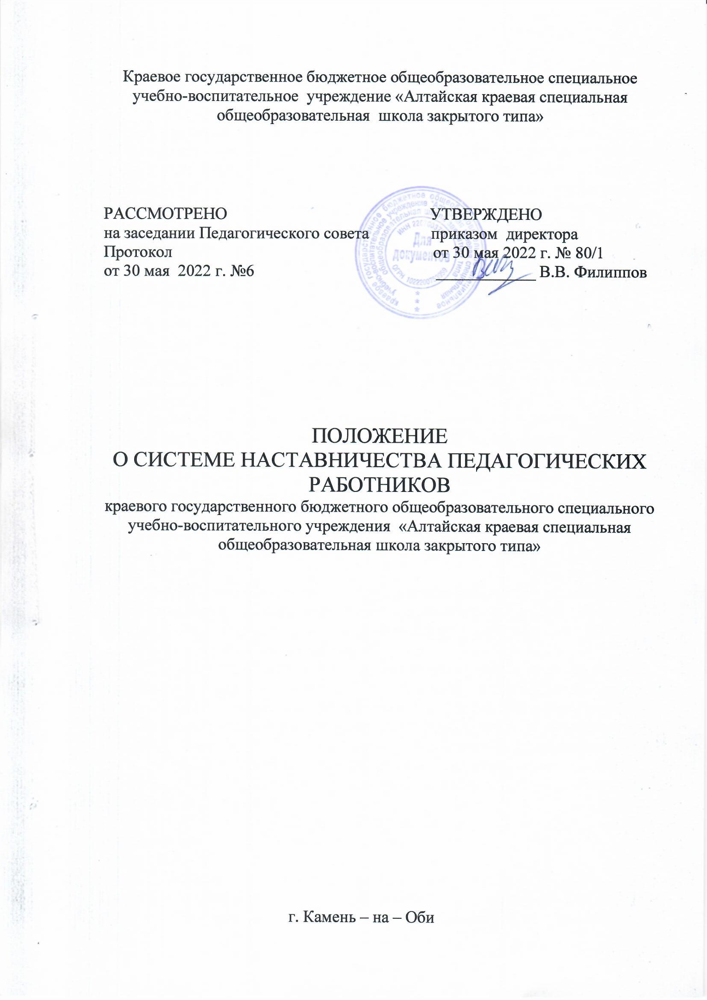 Краевое государственное бюджетное общеобразовательное специальное
учебно-воспитательное учреждение «Алтайская краевая специальная
общеобразовательная школа закрытого типа»
РАССМОТРЕНО
на заседании Педагогического совета
Протокол
от 30 мая 2022 г. №6
УТВЕРЖДЕНО
приказом директора
от 30 мая 2022 г. № 80/1
В.В. Филиппов
Для
документов
ПОЛОЖЕНИЕ
О СИСТЕМЕ НАСТАВНИЧЕСТВА ПЕДАГОГИЧЕСКИХ
РАБОТНИКОВ
краевого государственного бюджетного общеобразовательного специального
учебно-воспитательного учреждения «Алтайская краевая специальная
общеобразовательная школа закрытого типа»
г. Камень – на – Оби